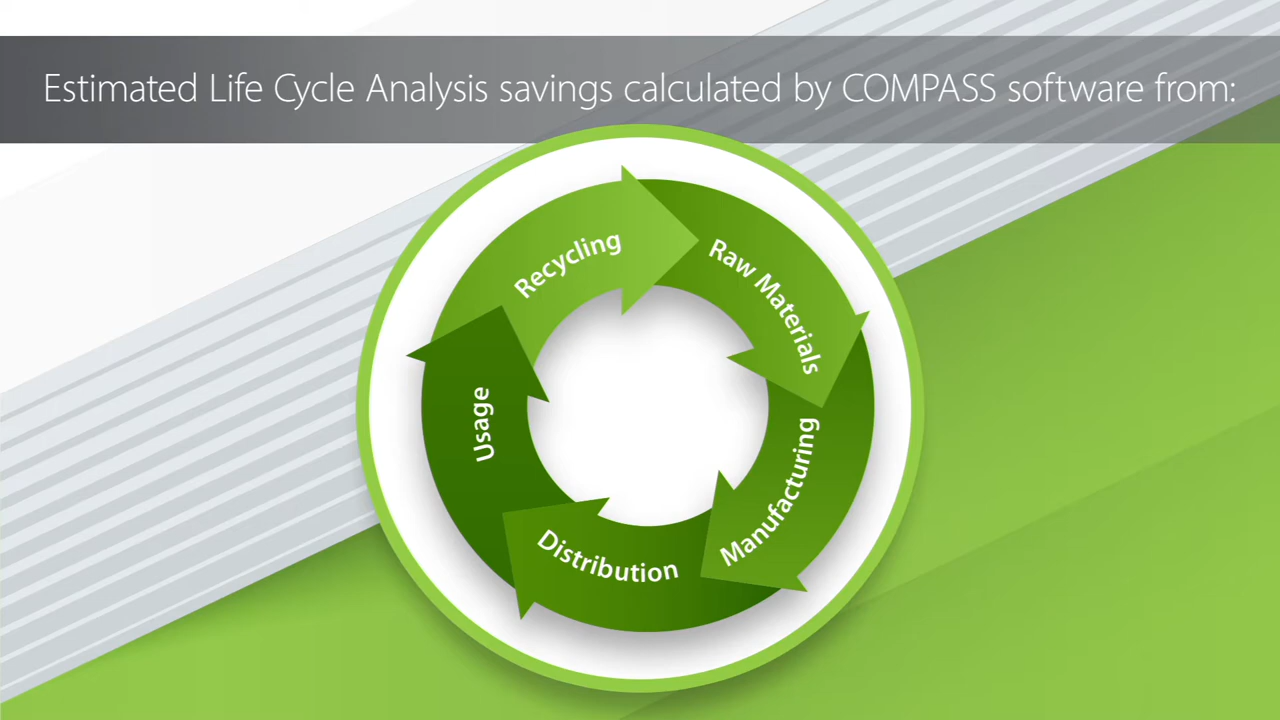 Estimated Life Cycle Analysis savings calculated by COMPASS software from:
Recycling
Raw Materials
Manufacturing
Distribution
Usage